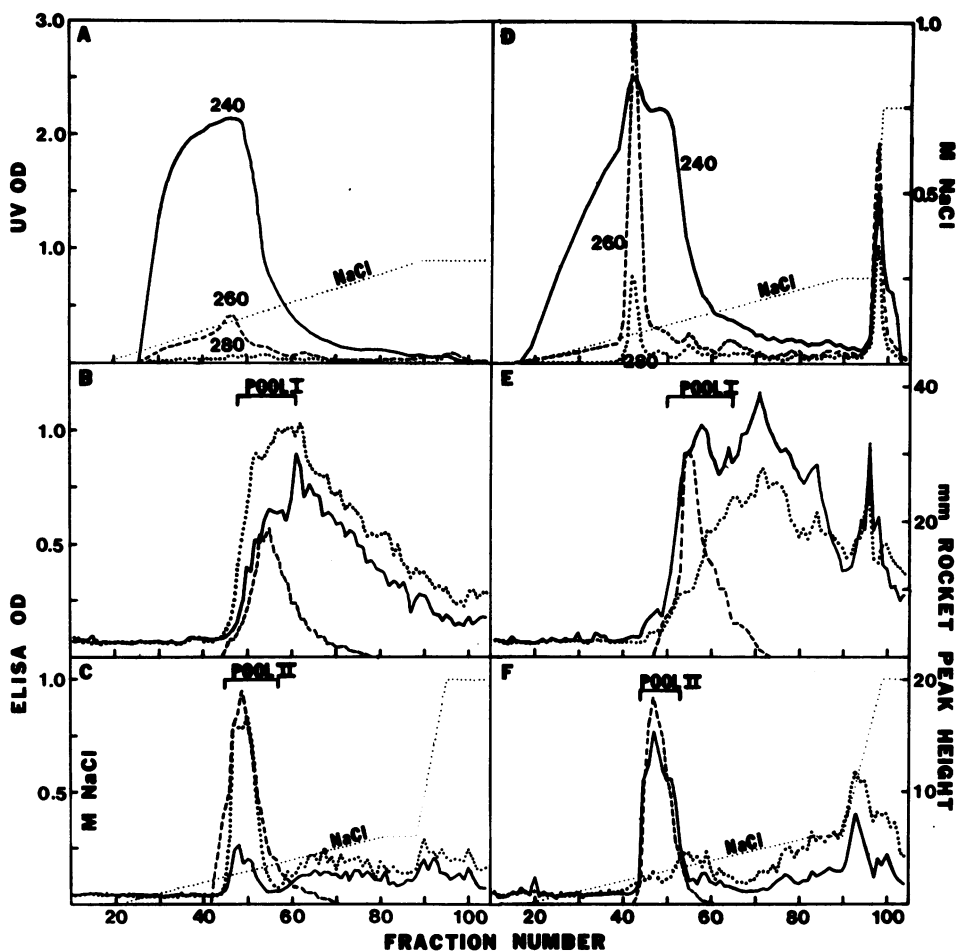 3.0
A
240
2.0
UV OD
1.0
NaCl
260
280
D
1.0
240
M NaCl
0.5
260
NaCl
280
B
POOL I
1.0
0.5
E
POOL I
40
20
mm ROCKET PEAK HEIGHT
ELISA OD
C
POOL II
1.0
0.5
M NaCl
NaCl
F
POOL II
20
10
NaCl
20 40 60 80 100
20 40 60 80 100
FRACTION NUMBER